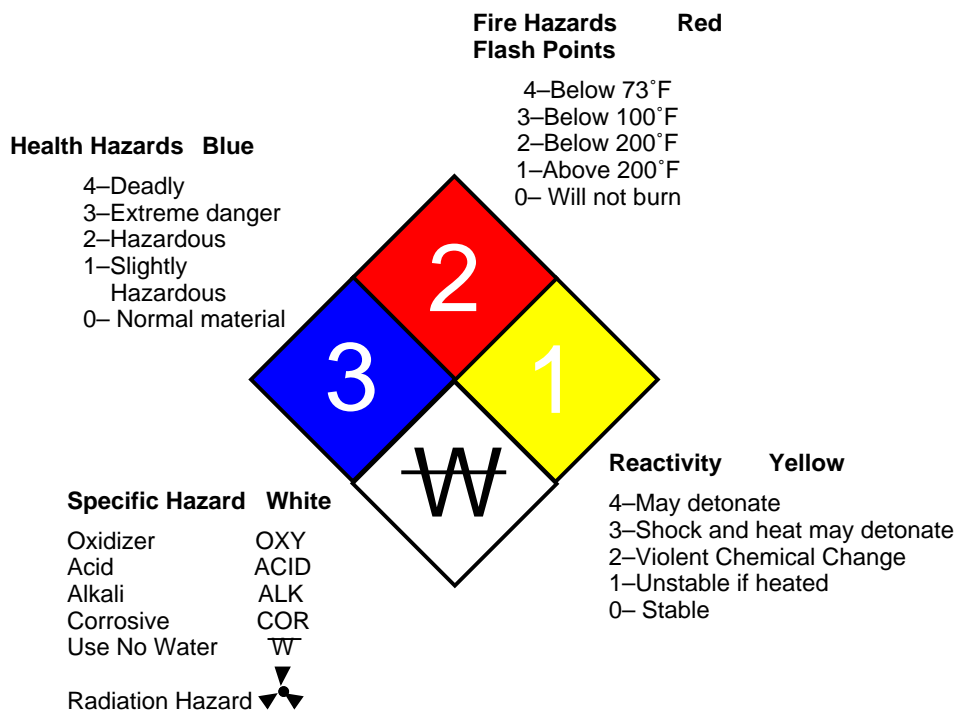 Fire Hazards Red
Flash Points
4–Below 73˚F
3–Below 100˚F
2–Below 200˚F
1–Above 200˚F
0– Will not burn
Health Hazards Blue
4–Deadly
3–Extreme danger
2–Hazardous
1–Slightly
Hazardous
0– Normal material
2
3
1
W
Reactivity Yellow
4–May detonate
3–Shock and heat may detonate
2–Violent Chemical Change
1–Unstable if heated
0– Stable
Specific Hazard White
Oxidizer OXY
Acid ACID
Alkali ALK
Corrosive COR
Use No Water W
Radiation Hazard